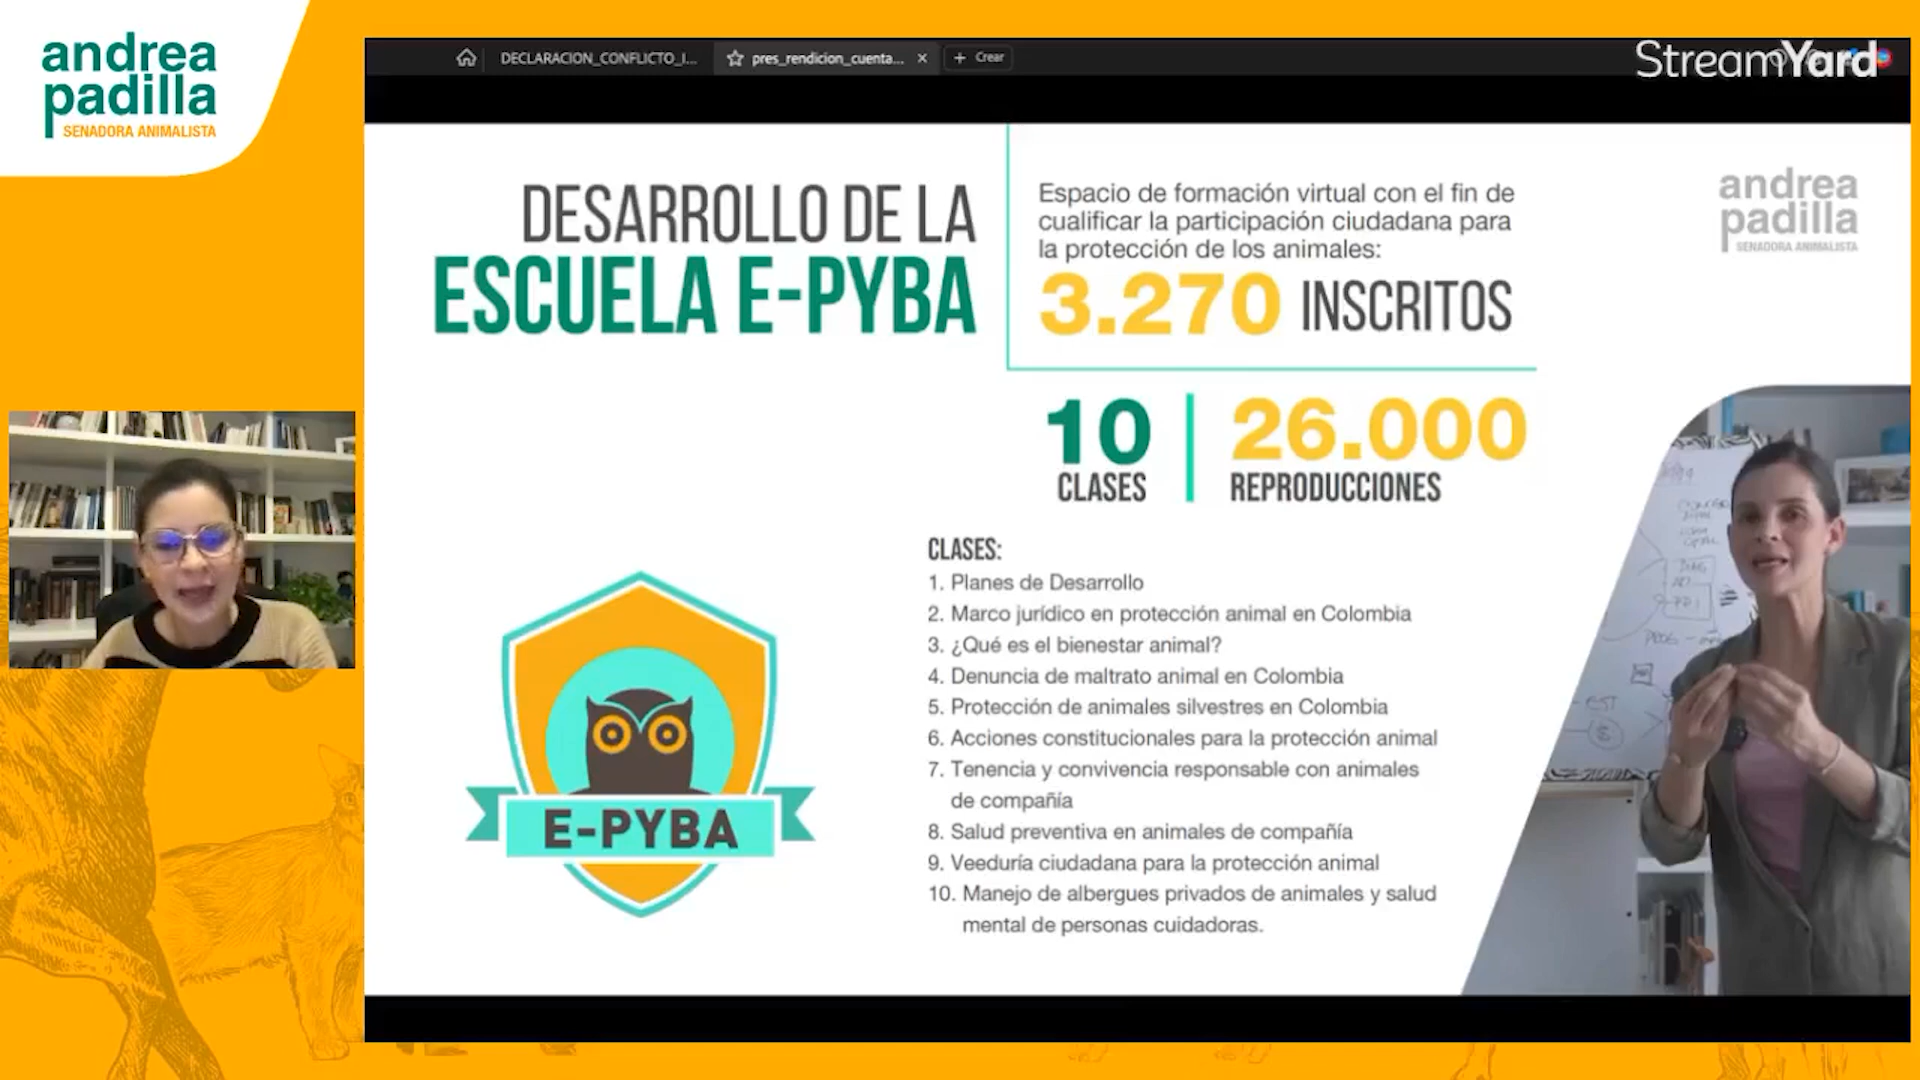 andrea
padilla
SENADORA ANIMALISTA
DECLARACION_CONFLICTO_I...
pres_rendicion_cuenta...
Crear
StreamYard
DESARROLLO DE LA
ESCUELA E-PYBA
Espacio de formación virtual con el fin de
cualificar la participación ciudadana para
la protección de los animales:
3.270 INSCRITOS
andrea
padilla
SENADORA ANIMALISTA
10
CLASES
26.000
REPRODUCCIONES
CLASES:
1. Planes de Desarrollo
2. Marco jurídico en protección animal en Colombia
3. ¿Qué es el bienestar animal?
4. Denuncia de maltrato animal en Colombia
5. Protección de animales silvestres en Colombia
6. Acciones constitucionales para la protección animal
7. Tenencia y convivencia responsable con animales
de compañía
8. Salud preventiva en animales de compañía
9. Veeduría ciudadana para la protección animal
10. Manejo de albergues privados de animales y salud
mental de personas cuidadoras.
E-PYBA